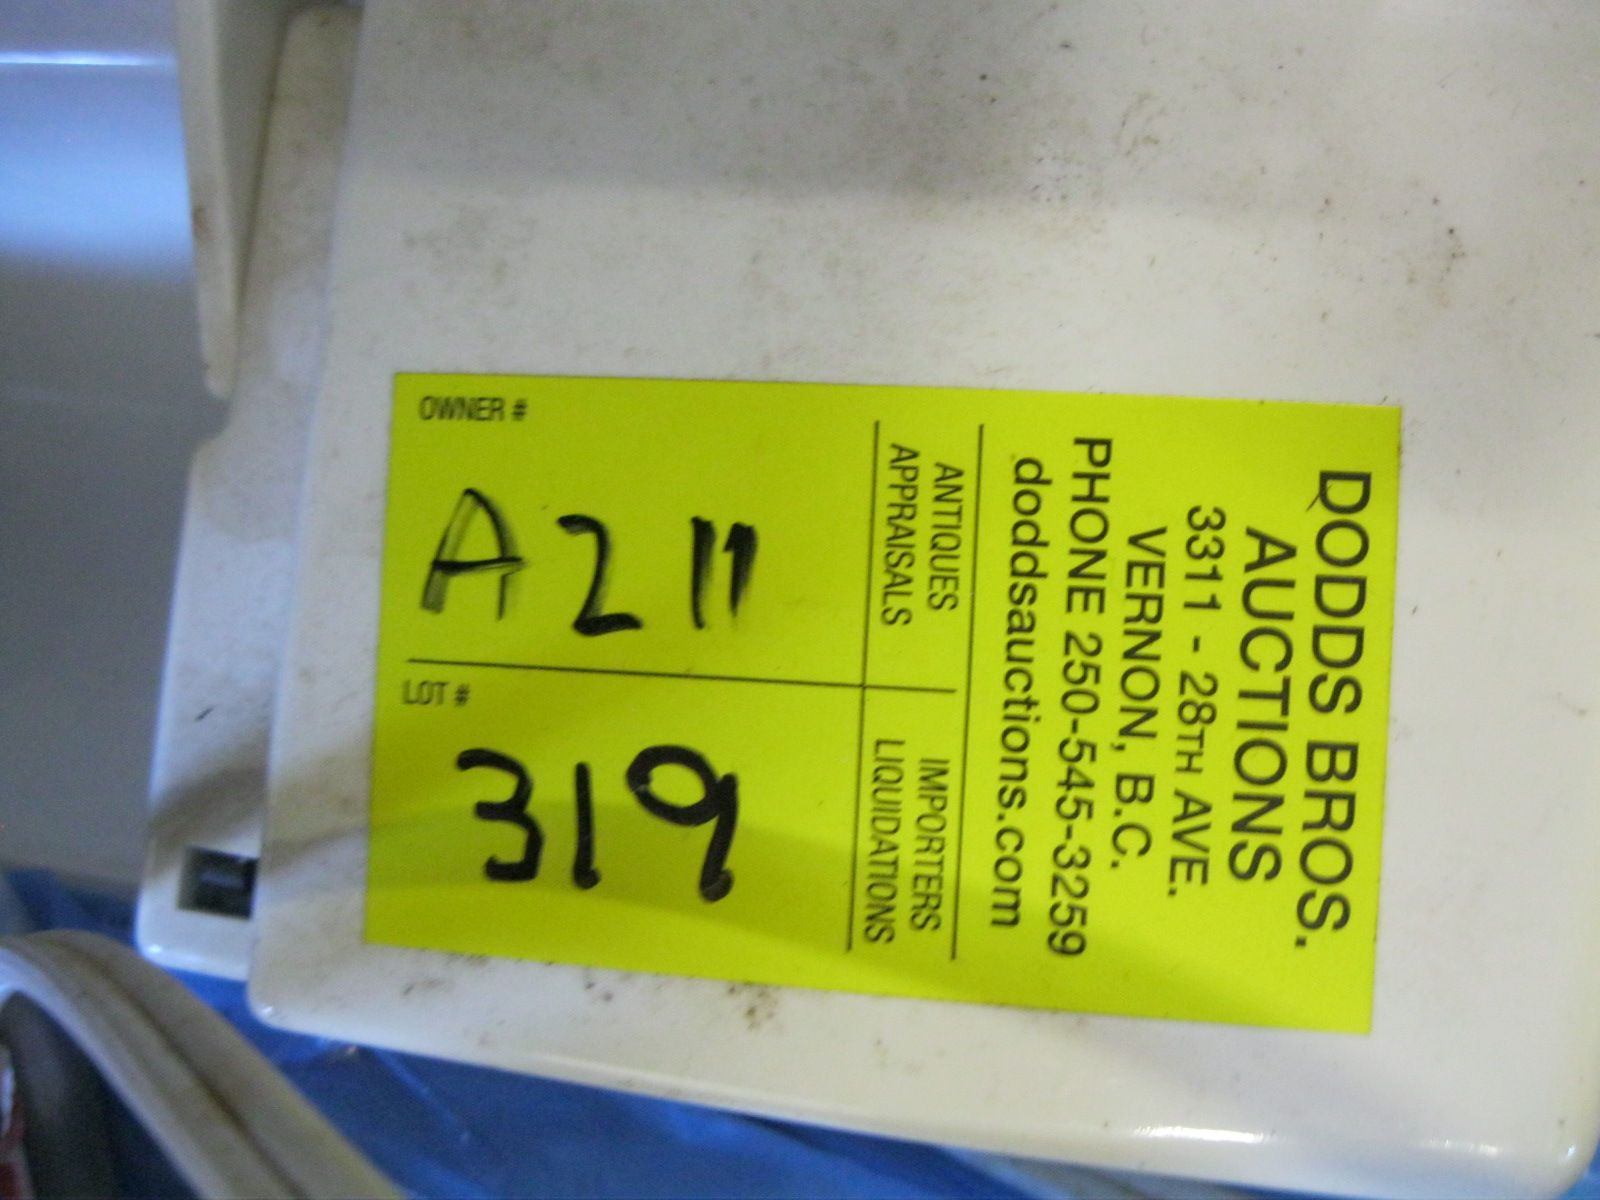 DODDS BROS.
AUCTIONS
3311 - 28TH AVE.
VERNON, B.C.
PHONE 250-545-3259
doddsauctions.com
ANTIQUES
APPRAISALS
IMPORTERS
LIQUIDATIONS
OWNER #
A211
LOT #
319